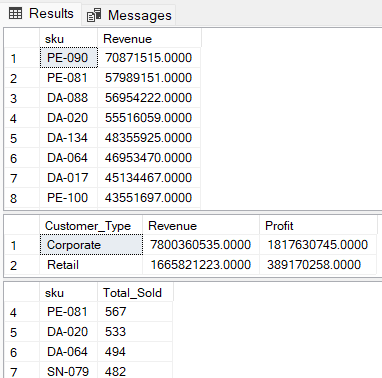 Results Messages
sku Revenue
1 PE-090 70871515.0000
2 PE-081 57989151.0000
3 DA-088 56954222.0000
4 DA-020 55516059.0000
5 DA-134 48355925.0000
6 DA-064 46953470.0000
7 DA-017 45134467.0000
8 PE-100 43551697.0000
Customer_Type Revenue Profit
1 Corporate 7800360535.0000 1817630745.0000
2 Retail 1665821223.0000 389170258.0000
sku Total_Sold
4 PE-081 567
5 DA-020 533
6 DA-064 494
7 SN-079 482